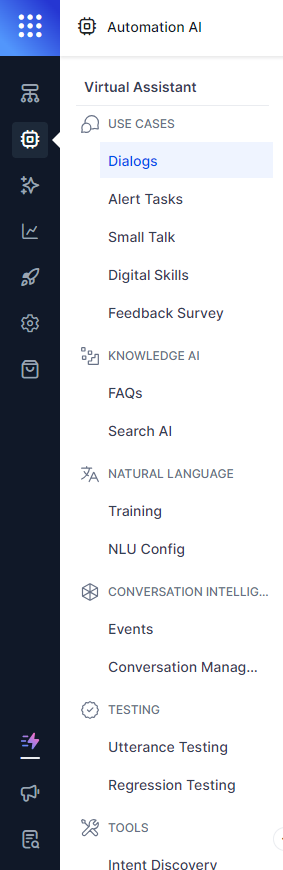 Automation AI
Virtual Assistant
USE CASES
Dialogs
Alert Tasks
Small Talk
Digital Skills
Feedback Survey
KNOWLEDGE AI
FAQs
Search AI
NATURAL LANGUAGE
Training
NLU Config
CONVERSATION INTELLIG...
Events
Conversation Manag...
TESTING
Utterance Testing
Regression Testing
TOOLS
Intent Discovery